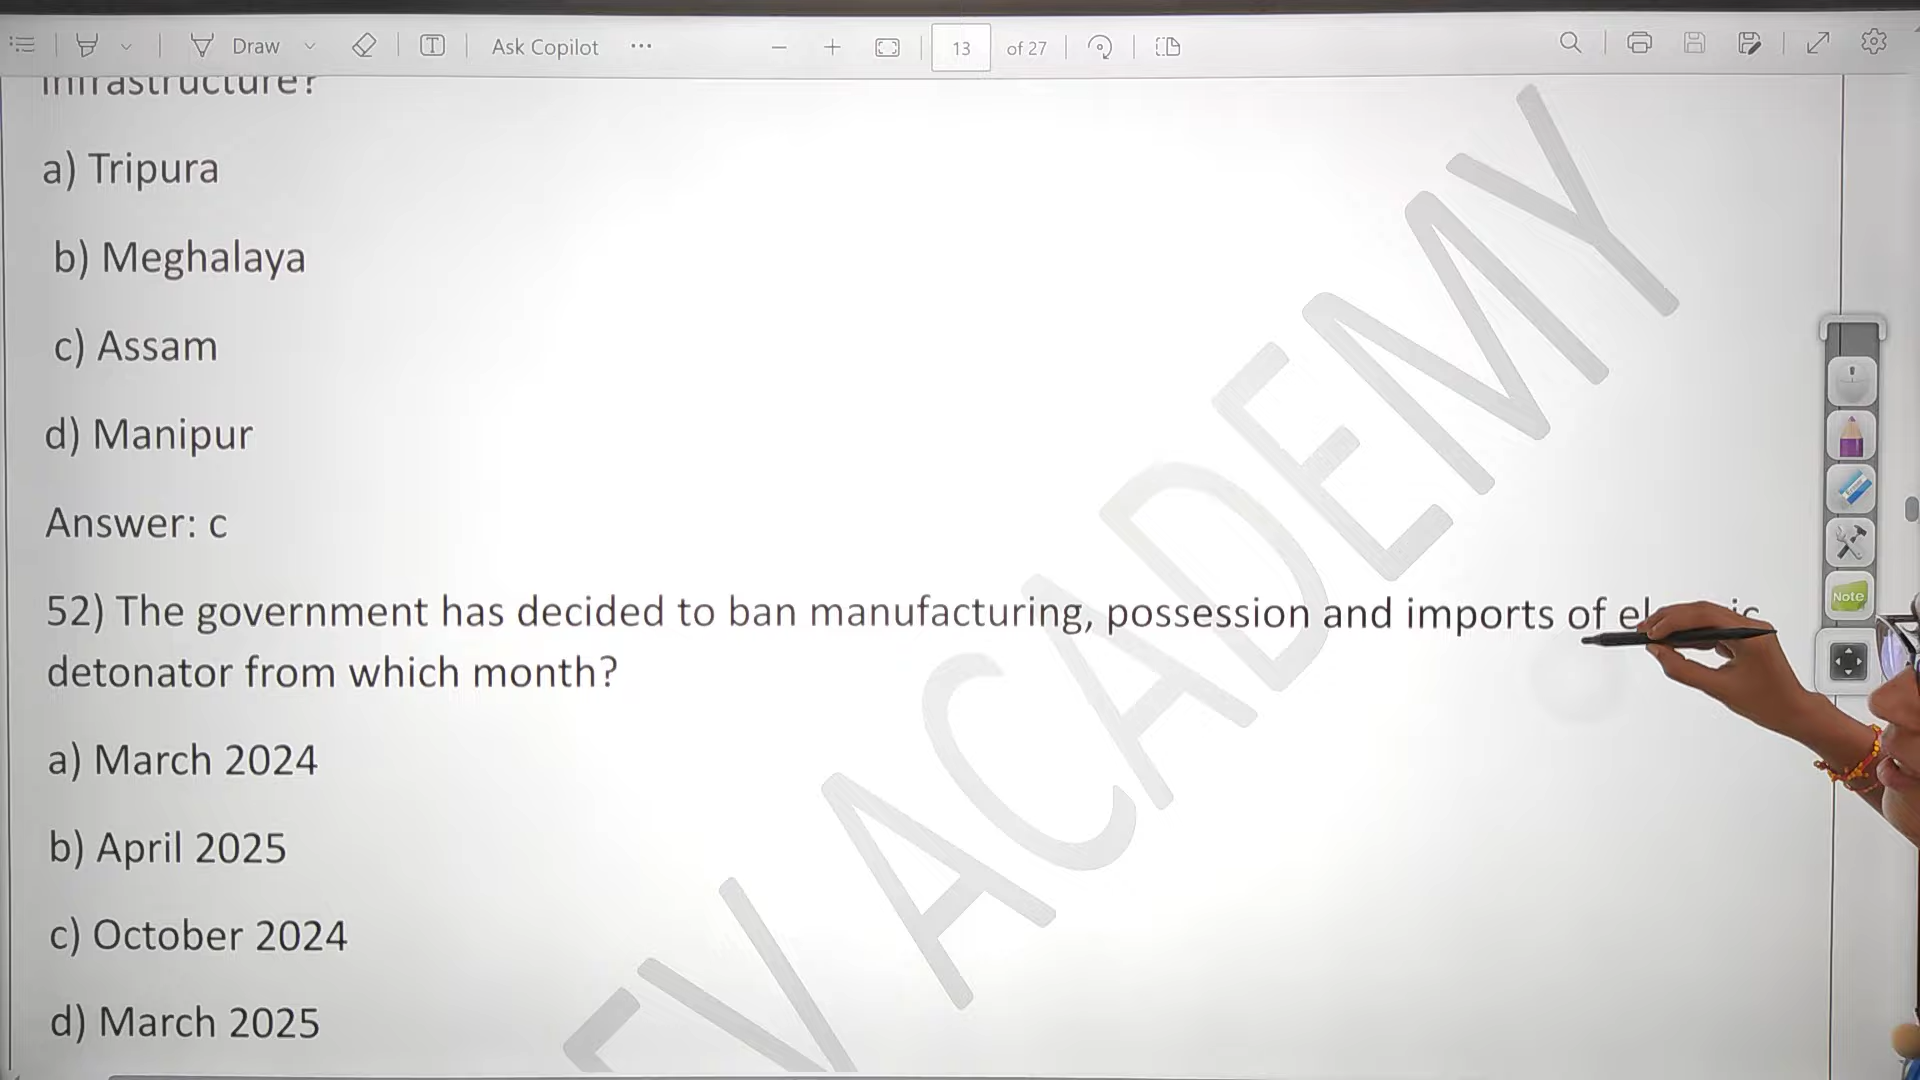 Draw
Ask Copilot
13 of 27
infrastructure?
a) Tripura
b) Meghalaya
c) Assam
d) Manipur
Answer: c
52) The government has decided to ban manufacturing, possession and imports of
detonator from which month?
a) March 2024
b) April 2025
c) October 2024
d) March 2025
Note
ACADEMY